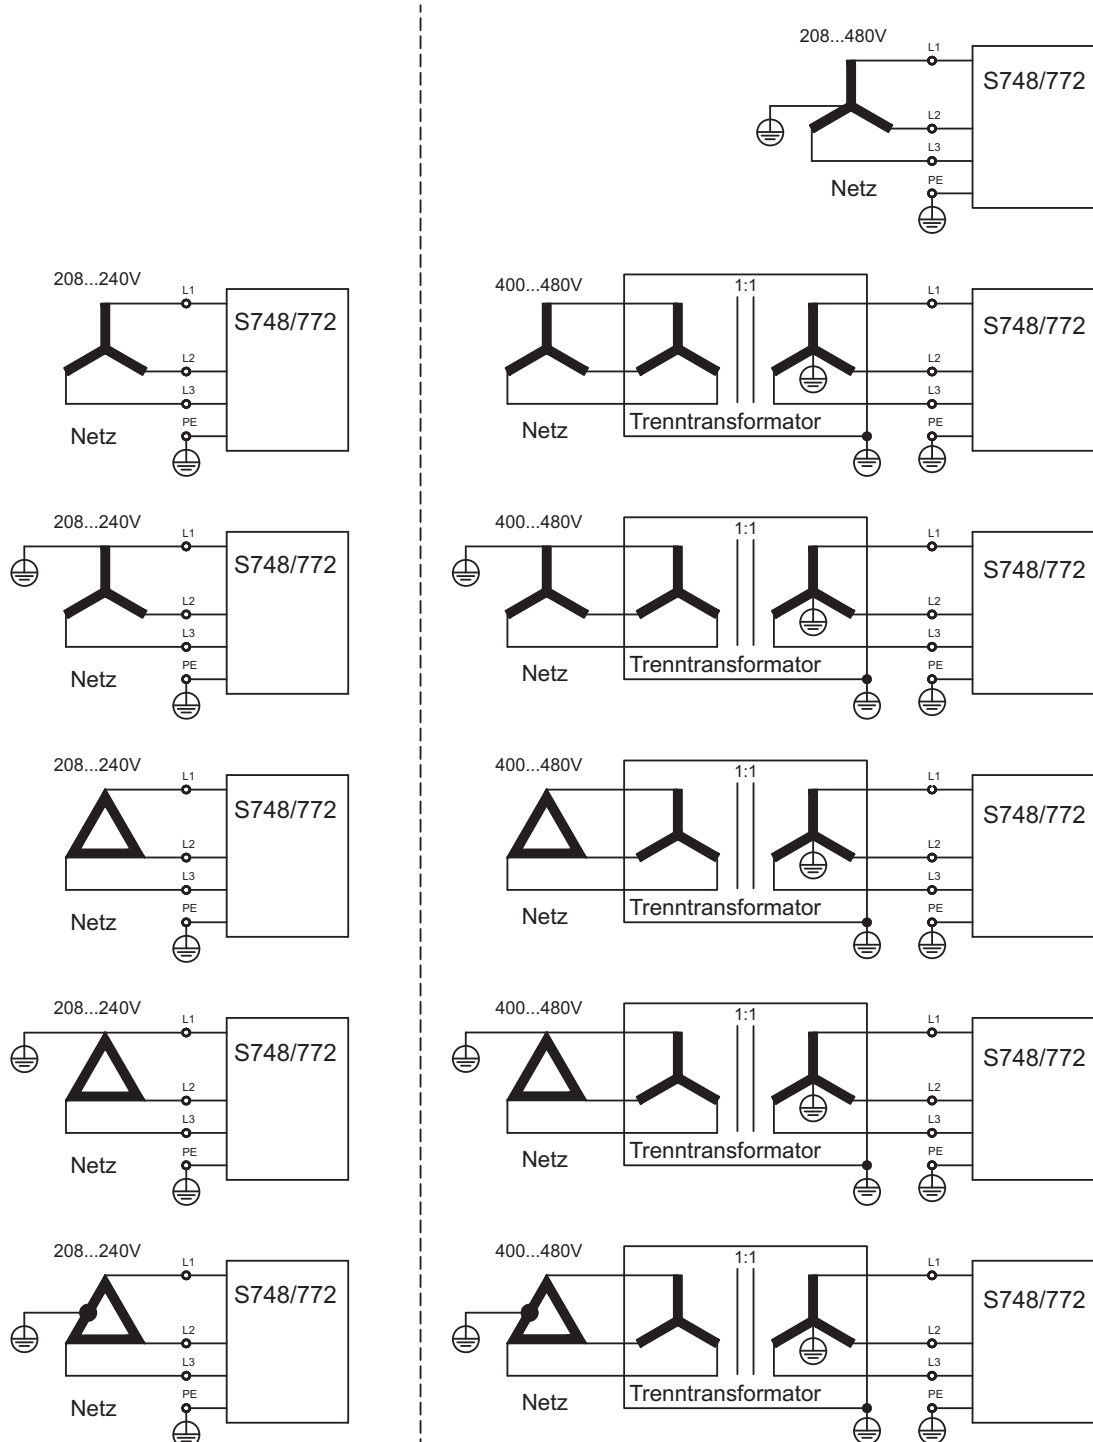 208...480V
L1
S748/772
L2
L3
Netz
PE
208...240V
L1
S748/772
L2
L3
Netz
PE
400...480V
1:1
L1
S748/772
L2
L3
Netz
Trenntransformator
PE
208...240V
L1
S748/772
L2
L3
Netz
PE
400...480V
1:1
L1
S748/772
L2
L3
Netz
Trenntransformator
PE
208...240V
L1
S748/772
L2
L3
Netz
PE
400...480V
1:1
L1
S748/772
L2
L3
Netz
Trenntransformator
PE
208...240V
L1
S748/772
L2
L3
Netz
PE
400...480V
1:1
L1
S748/772
L2
L3
Netz
Trenntransformator
PE
208...240V
L1
S748/772
L2
L3
Netz
PE
400...480V
1:1
L1
S748/772
L2
L3
Netz
Trenntransformator
PE